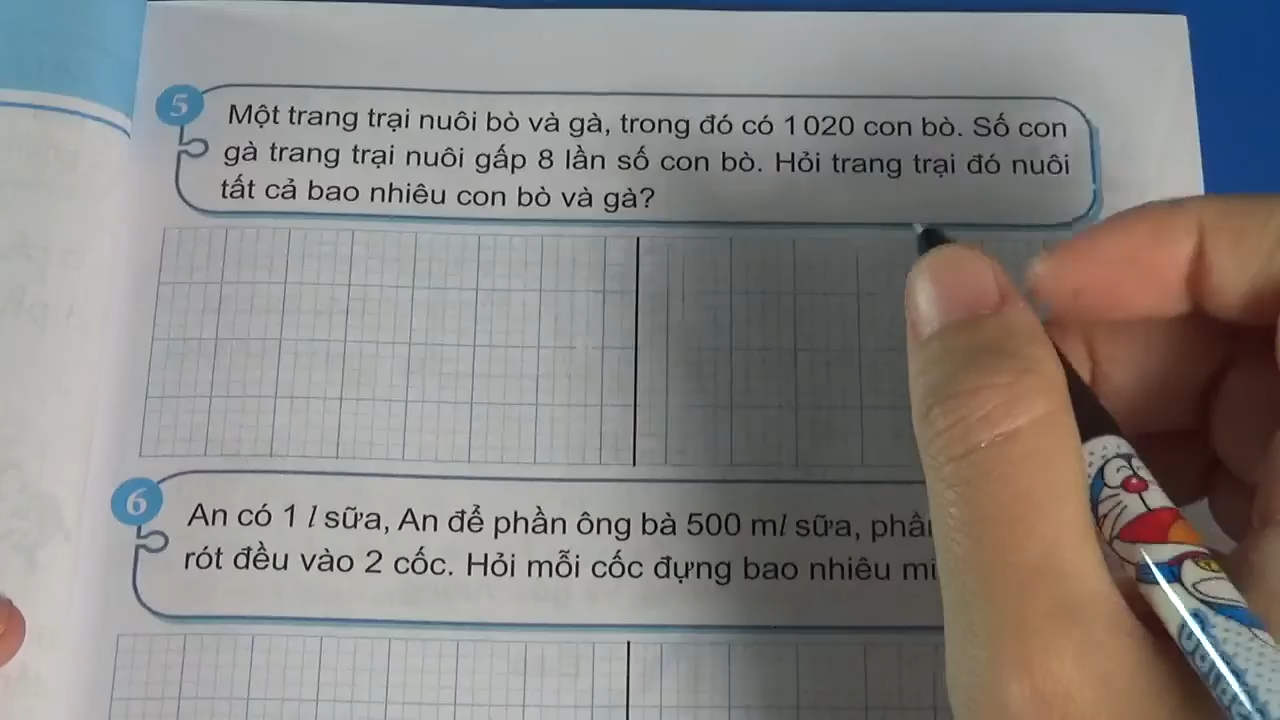 5
Một trang trại nuôi bò và gà, trong đó có 1 020 con bò. Số con
gà trang trại nuôi gấp 8 lần số con bò. Hỏi trang trại đó nuôi
tất cả bao nhiêu con bò và gà?
6
An có 1 l sữa, An để phần ông bà 500 ml sữa,
rót đều vào 2 cốc. Hỏi mỗi cốc đựng bao nhiêu